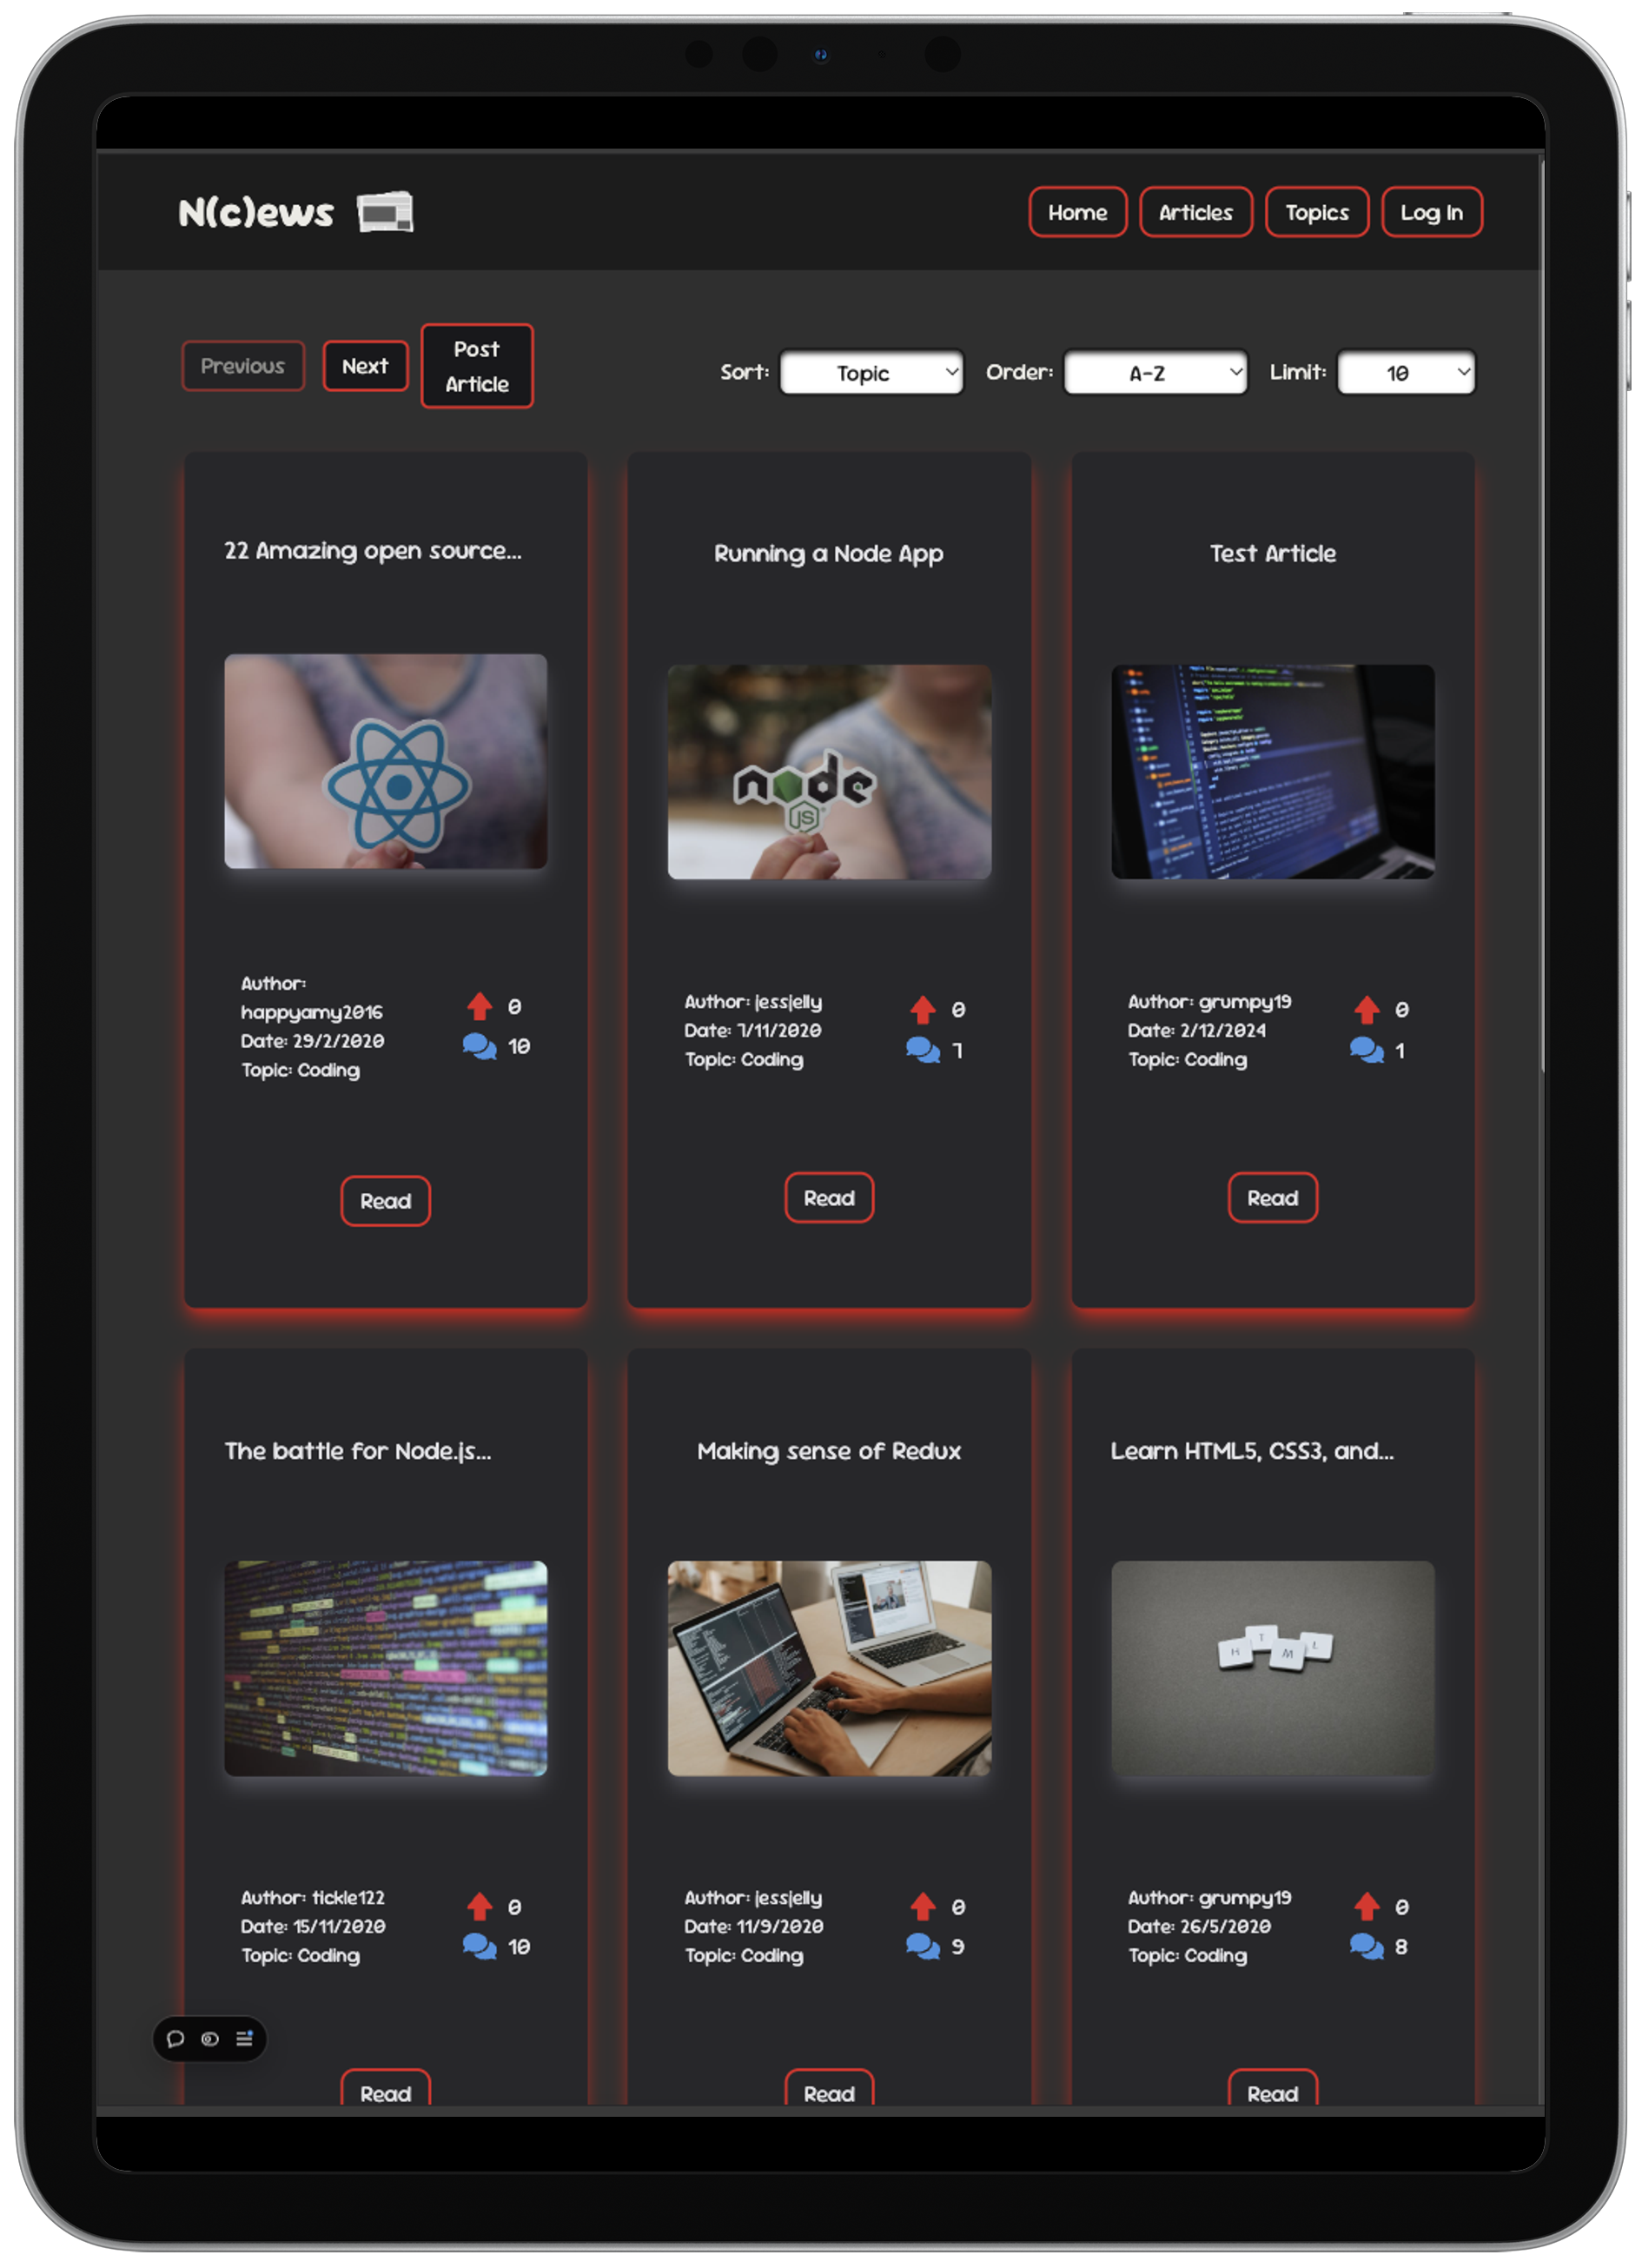 N(c)ews
Home
Articles
Topics
Log In
Previous
Next
Post
Article
Sort:
Topic
Order:
A-Z
Limit:
10
22 Amazing open source...
Running a Node App
Test Article
node
JS
Author:
happyamy2016
Date: 29/2/2020
Topic: Coding
0
10
Author: jessjelly
Date: 7/11/2020
Topic: Coding
0
7
Author: grumpy19
Date: 2/12/2024
Topic: Coding
0
1
Read
Read
Read
The battle for Node.js...
Making sense of Redux
Learn HTML5, CSS3, and...
H T M L
Author: tickle122
Date: 15/11/2020
Topic: Coding
0
10
Author: jessjelly
Date: 11/9/2020
Topic: Coding
0
9
Author: grumpy19
Date: 26/5/2020
Topic: Coding
0
8
Read
Read
Read